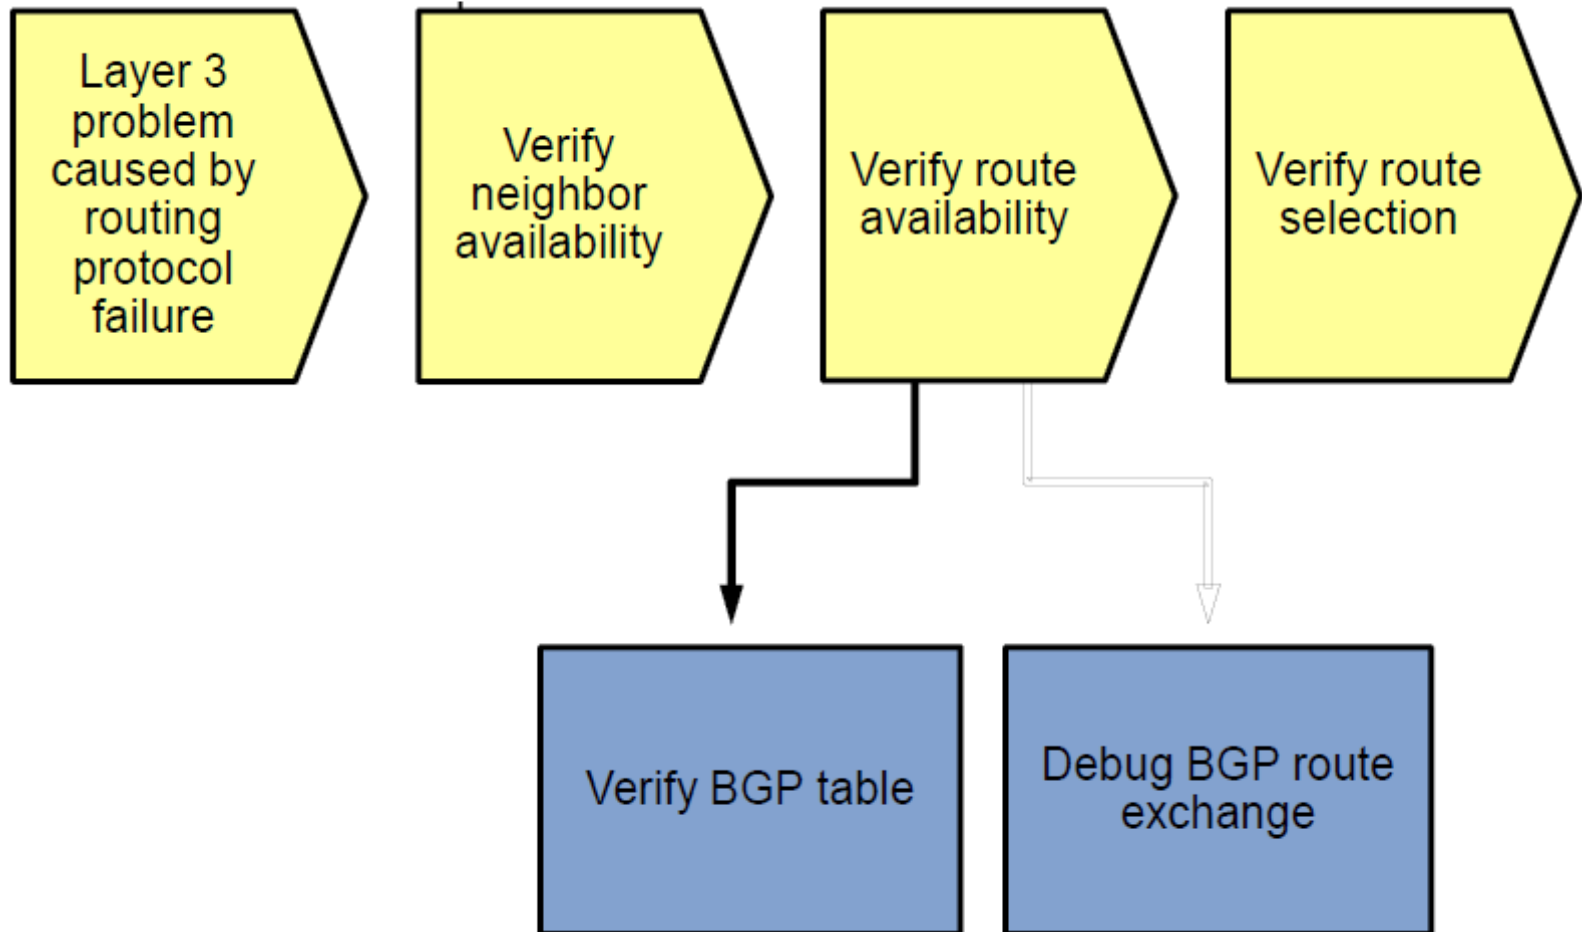 Layer 3
problem
caused by
routing
protocol
failure
Verify
neighbor
availability
Verify route
availability
Verify route
selection
Verify BGP table
Debug BGP route
exchange